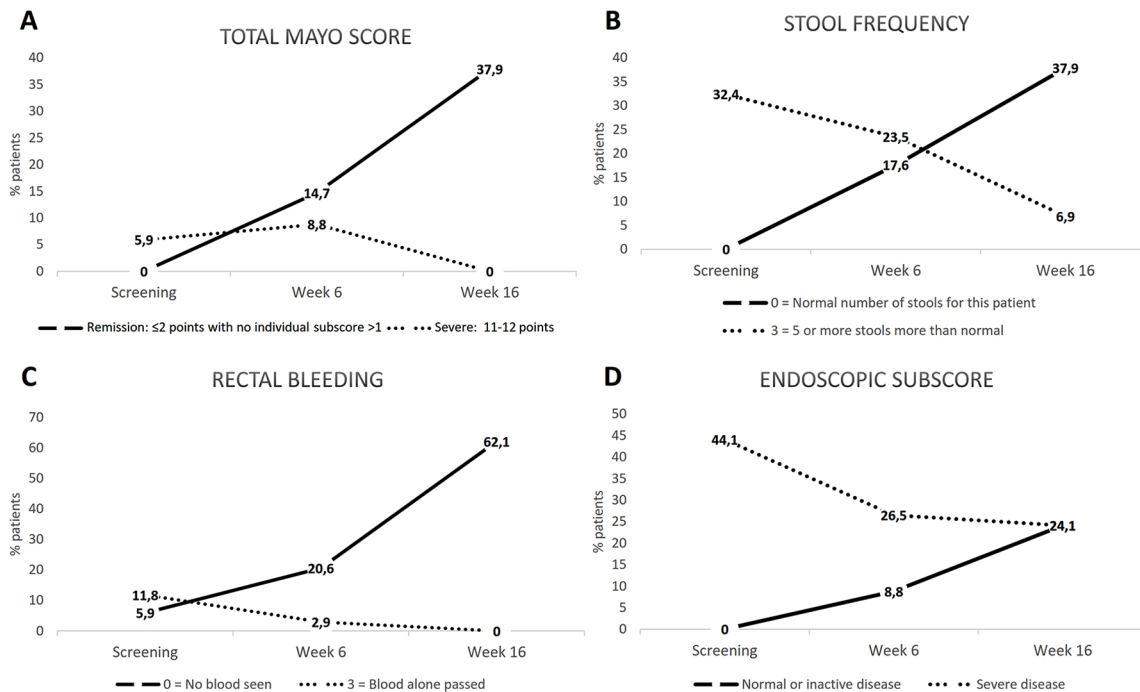 A
TOTAL MAYO SCORE
40
35
30
25
20
15
10
5
0
% patients
37,9
14,7
8,8
5,9
0
0
Screening Week 6 Week 16
Remission: ≤2 points with no individual subscore >1 Severe: 11-12 points
B
STOOL FREQUENCY
40
35
30
25
20
15
10
5
0
% patients
37,9
32,4
23,5
17,6
6,9
0
Screening Week 6 Week 16
0 = Normal number of stools for this patient
3 = 5 or more stools more than normal
C
RECTAL BLEEDING
70
60
50
40
30
20
10
0
% patients
62,1
20,6
11,8
5,9
2,9
0
Screening Week 6 Week 16
0 = No blood seen 3 = Blood alone passed
D
ENDOSCOPIC SUBSCORE
50
45
40
35
30
25
20
15
10
5
0
% patients
44,1
26,5
24,1
8,8
0
Screening Week 6 Week 16
Normal or inactive disease Severe disease